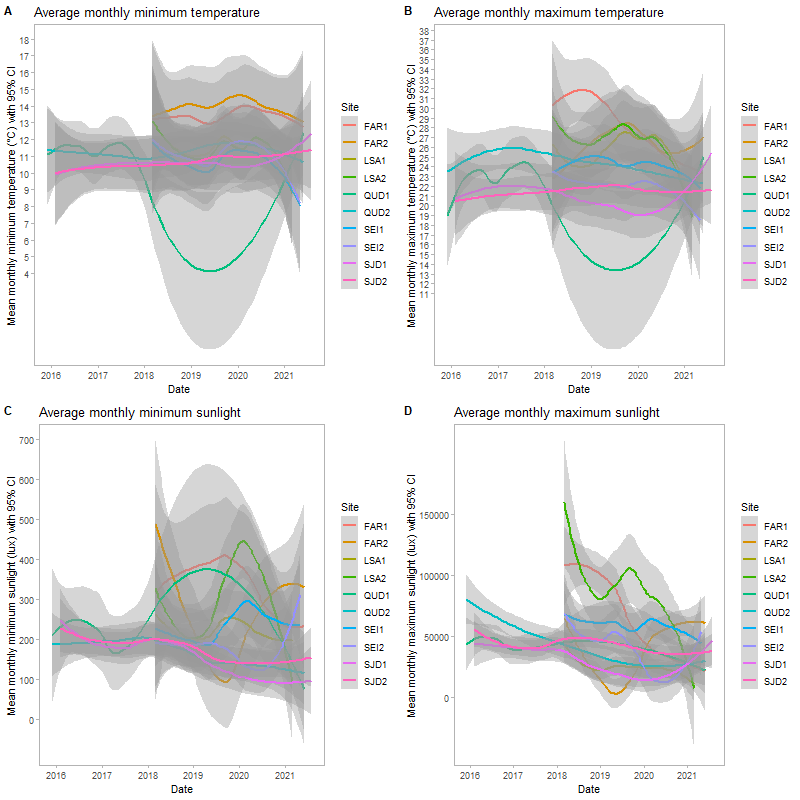 A Average monthly minimum temperature
Mean monthly minimum temperature (°C) with 95% CI
18
17
16
15
14
13
12
11
10
9
8
7
6
5
4
2016 2017 2018 2019 2020 2021
Date
Site
FAR1
FAR2
LSA1
LSA2
QUD1
QUD2
SEI1
SEI2
SJD1
SJD2
B Average monthly maximum temperature
Mean monthly maximum temperature (°C) with 95% CI
38
37
36
35
34
33
32
31
30
29
28
27
26
25
24
23
22
21
20
19
18
17
16
15
14
13
12
11
2016 2017 2018 2019 2020 2021
Date
Site
FAR1
FAR2
LSA1
LSA2
QUD1
QUD2
SEI1
SEI2
SJD1
SJD2
C Average monthly minimum sunlight
Mean monthly minimum sunlight (lux) with 95% CI
700
600
500
400
300
200
100
0
2016 2017 2018 2019 2020 2021
Date
Site
FAR1
FAR2
LSA1
LSA2
QUD1
QUD2
SEI1
SEI2
SJD1
SJD2
D Average monthly maximum sunlight
Mean monthly maximum sunlight (lux) with 95% CI
150000
100000
50000
0
2016 2017 2018 2019 2020 2021
Date
Site
FAR1
FAR2
LSA1
LSA2
QUD1
QUD2
SEI1
SEI2
SJD1
SJD2